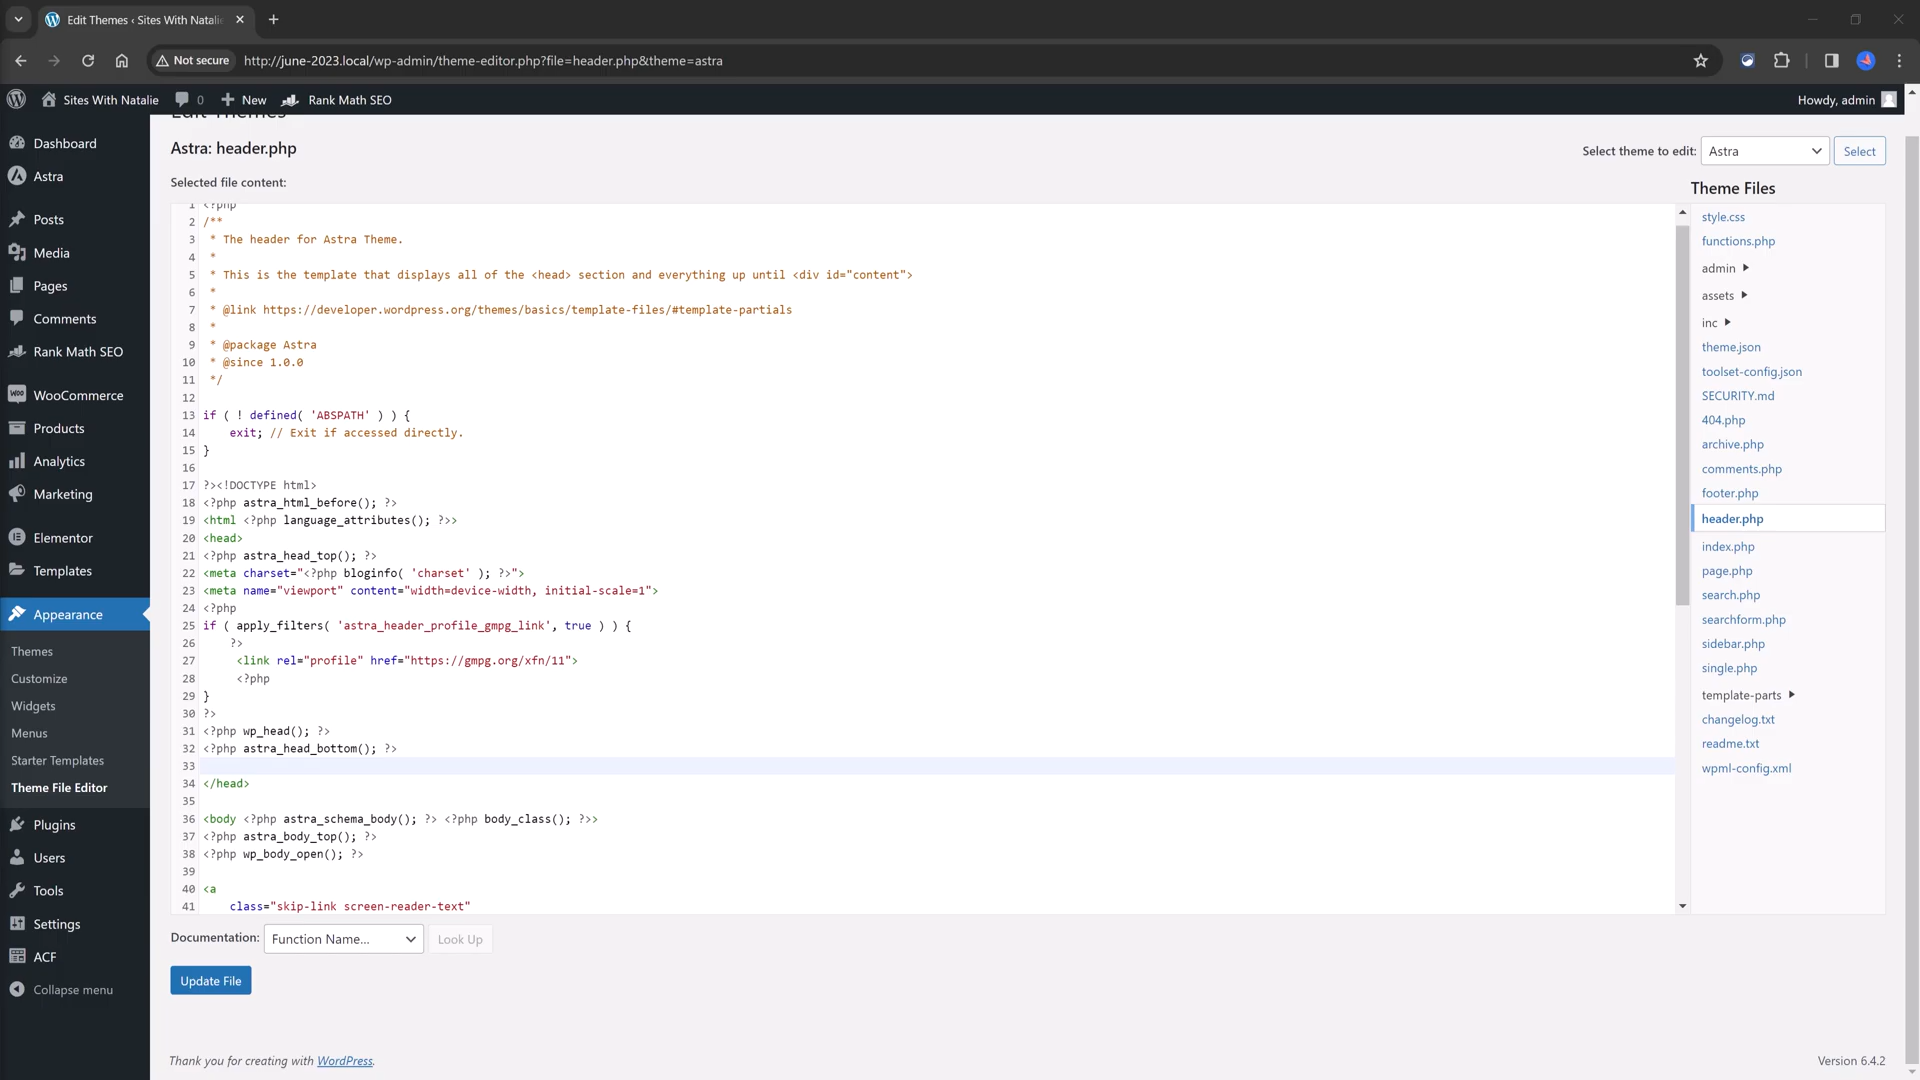 Edit Themes ‹ Sites With Natalie
Not secure
http://june-2023.local/wp-admin/theme-editor.php?file=header.php&theme=astra
Sites With Natalie
0
New
Rank Math SEO
Howdy, admin
Dashboard
Astra
Posts
Media
Pages
Comments
Rank Math SEO
WooCommerce
Products
Analytics
Marketing
Elementor
Templates
Appearance
Themes
Customize
Widgets
Menus
Starter Templates
Theme File Editor
Plugins
Users
Tools
Settings
ACF
Collapse menu
Edit Themes
Astra: header.php
Select theme to edit: Astra Select
Selected file content:
1 <?php
2 /**
3  * The header for Astra Theme.
4  *
5  * This is the template that displays all of the <head> section and everything up until <div id="content">
6  *
7  * @link https://developer.wordpress.org/themes/basics/template-files/#template-partials
8  *
9  * @package Astra
10  * @since 1.0.0
11  */
12
13 if ( ! defined( 'ABSPATH' ) ) {
14     exit; // Exit if accessed directly.
15 }
16
17 ?><!DOCTYPE html>
18 <?php astra_html_before(); ?>
19 <html <?php language_attributes(); ?>>
20 <head>
21 <?php astra_head_top(); ?>
22 <meta charset="<?php bloginfo( 'charset' ); ?>">
23 <meta name="viewport" content="width=device-width, initial-scale=1">
24 <?php
25 if ( apply_filters( 'astra_header_profile_gmpg_link', true ) ) {
26     ?>
27      <link rel="profile" href="https://gmpg.org/xfn/11">
28      <?php
29 }
30 ?>
31 <?php wp_head(); ?>
32 <?php astra_head_bottom(); ?>
33
34 </head>
35
36 <body <?php astra_schema_body(); ?> <?php body_class(); ?>>
37 <?php astra_body_top(); ?>
38 <?php wp_body_open(); ?>
39
40 <a
41     class="skip-link screen-reader-text"
Theme Files
style.css
functions.php
admin
assets
inc
theme.json
toolset-config.json
SECURITY.md
404.php
archive.php
comments.php
footer.php
header.php
index.php
page.php
search.php
searchform.php
sidebar.php
single.php
template-parts
changelog.txt
readme.txt
wpml-config.xml
Documentation: Function Name... Look Up
Update File
Thank you for creating with WordPress.
Version 6.4.2